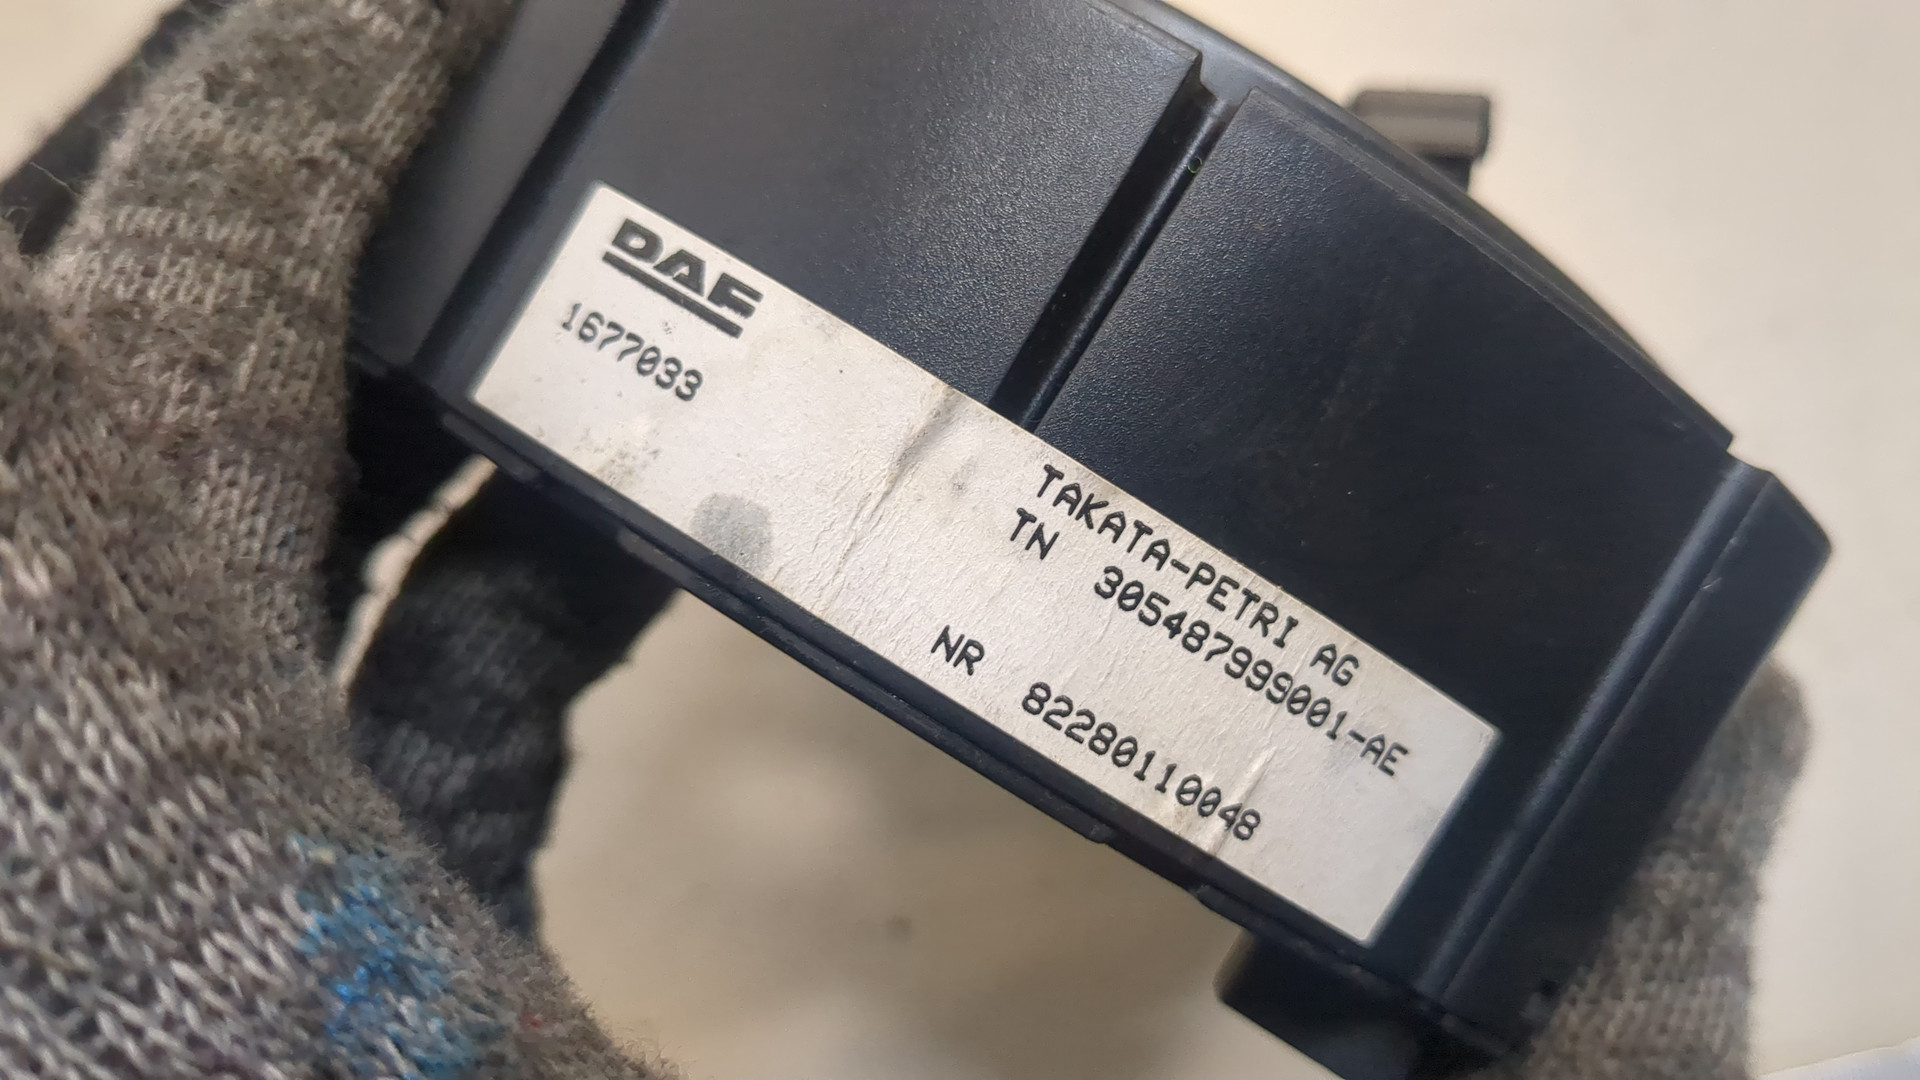 DAF
1677033
TAKATA-PETRI AG
TN 305487999001-AE
NR 82280110048